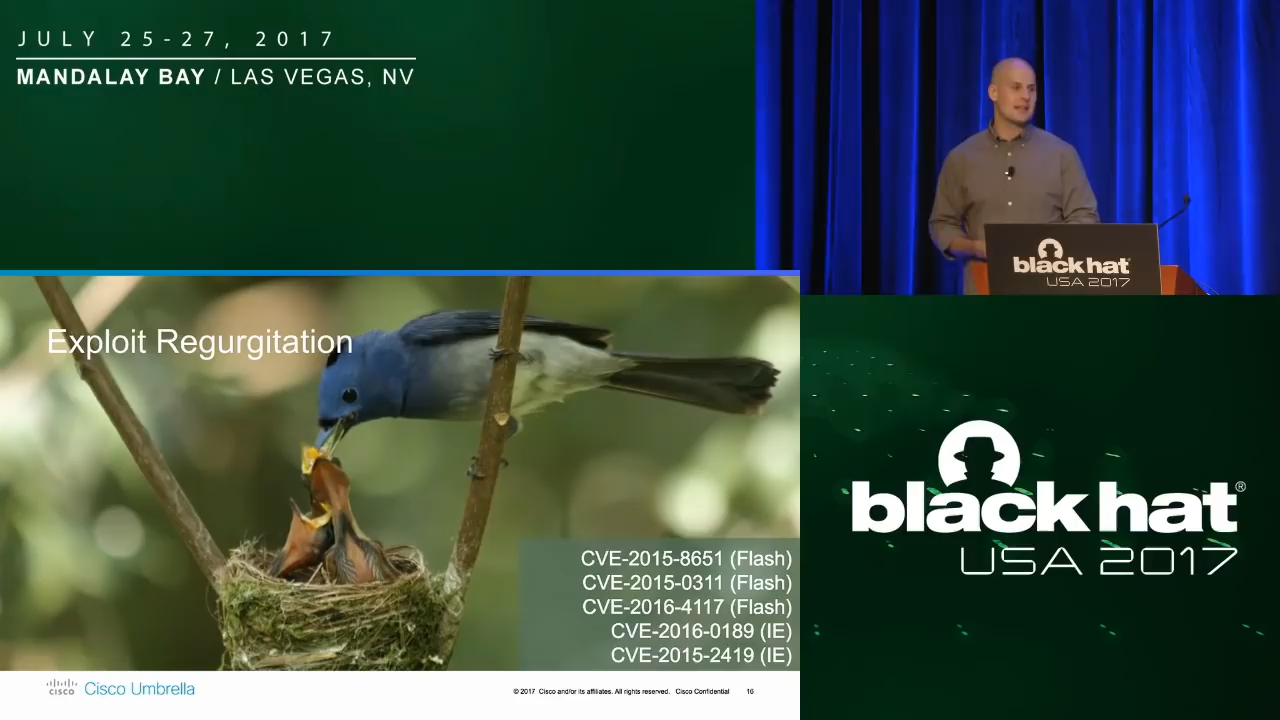 JULY 25-27, 2017
MANDALAY BAY / LAS VEGAS, NV
black hat
USA 2017
Exploit Regurgitation
CVE-2015-8651 (Flash)
CVE-2015-0311 (Flash)
CVE-2016-4117 (Flash)
CVE-2016-0189 (IE)
CVE-2015-2419 (IE)
CISCO Cisco Umbrella
© 2017 Cisco and/or its affiliates. All rights reserved. Cisco Confidential 16
black hat®
USA 2017